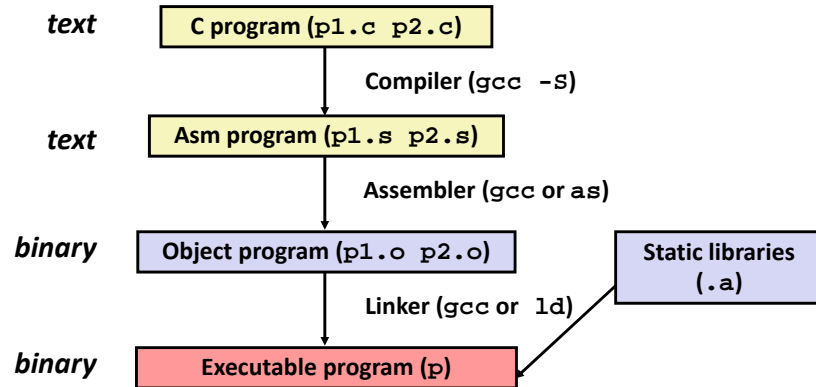 text
C program (p1.c p2.c)
Compiler (gcc -S)
text
Asm program (p1.s p2.s)
Assembler (gcc or as)
binary
Object program (p1.o p2.o)
Static libraries
(.a)
Linker (gcc or ld)
binary
Executable program (p)